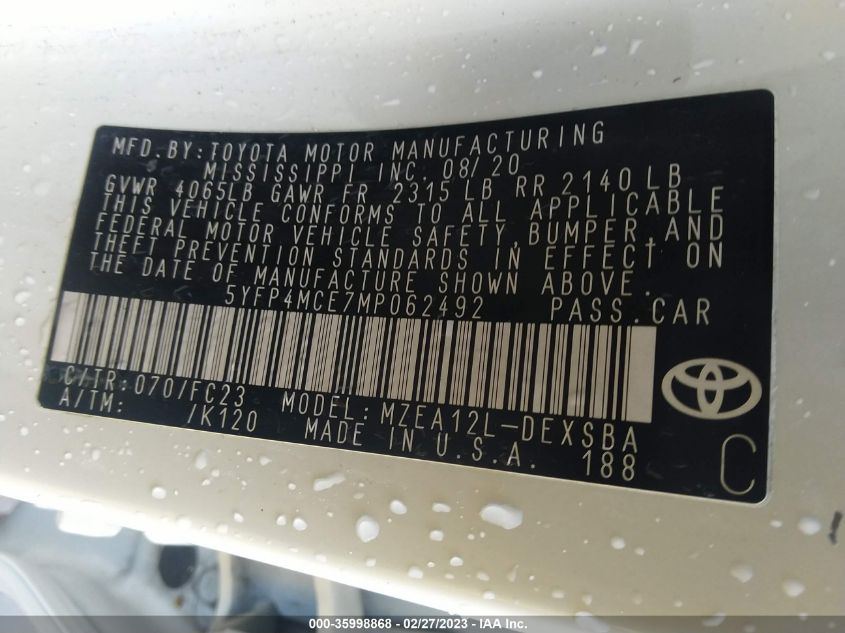 MFD.BY:TOYOTA MOTOR MANUFACTURING
MISSISSIPPI INC. 08/20
GVWR 4065LB GAWR FR 2315LB RR 2140LB
THIS VEHICLE CONFORMS TO ALL APPLICABLE
FEDERAL MOTOR VEHICLE SAFETY,BUMPER,AND
THEFT PREVENTION STANDARDS IN EFFECT ON
THE DATE OF MANUFACTURE SHOWN ABOVE.
5YFP4MCE7MP062492 PASS.CAR
C/TR:070/FC23 MODEL:MZEA12L-DEXSBA
A/TM: /K120 MADE IN U.S.A. 188
C
000-35998868 - 02/27/2023 - IAA Inc.